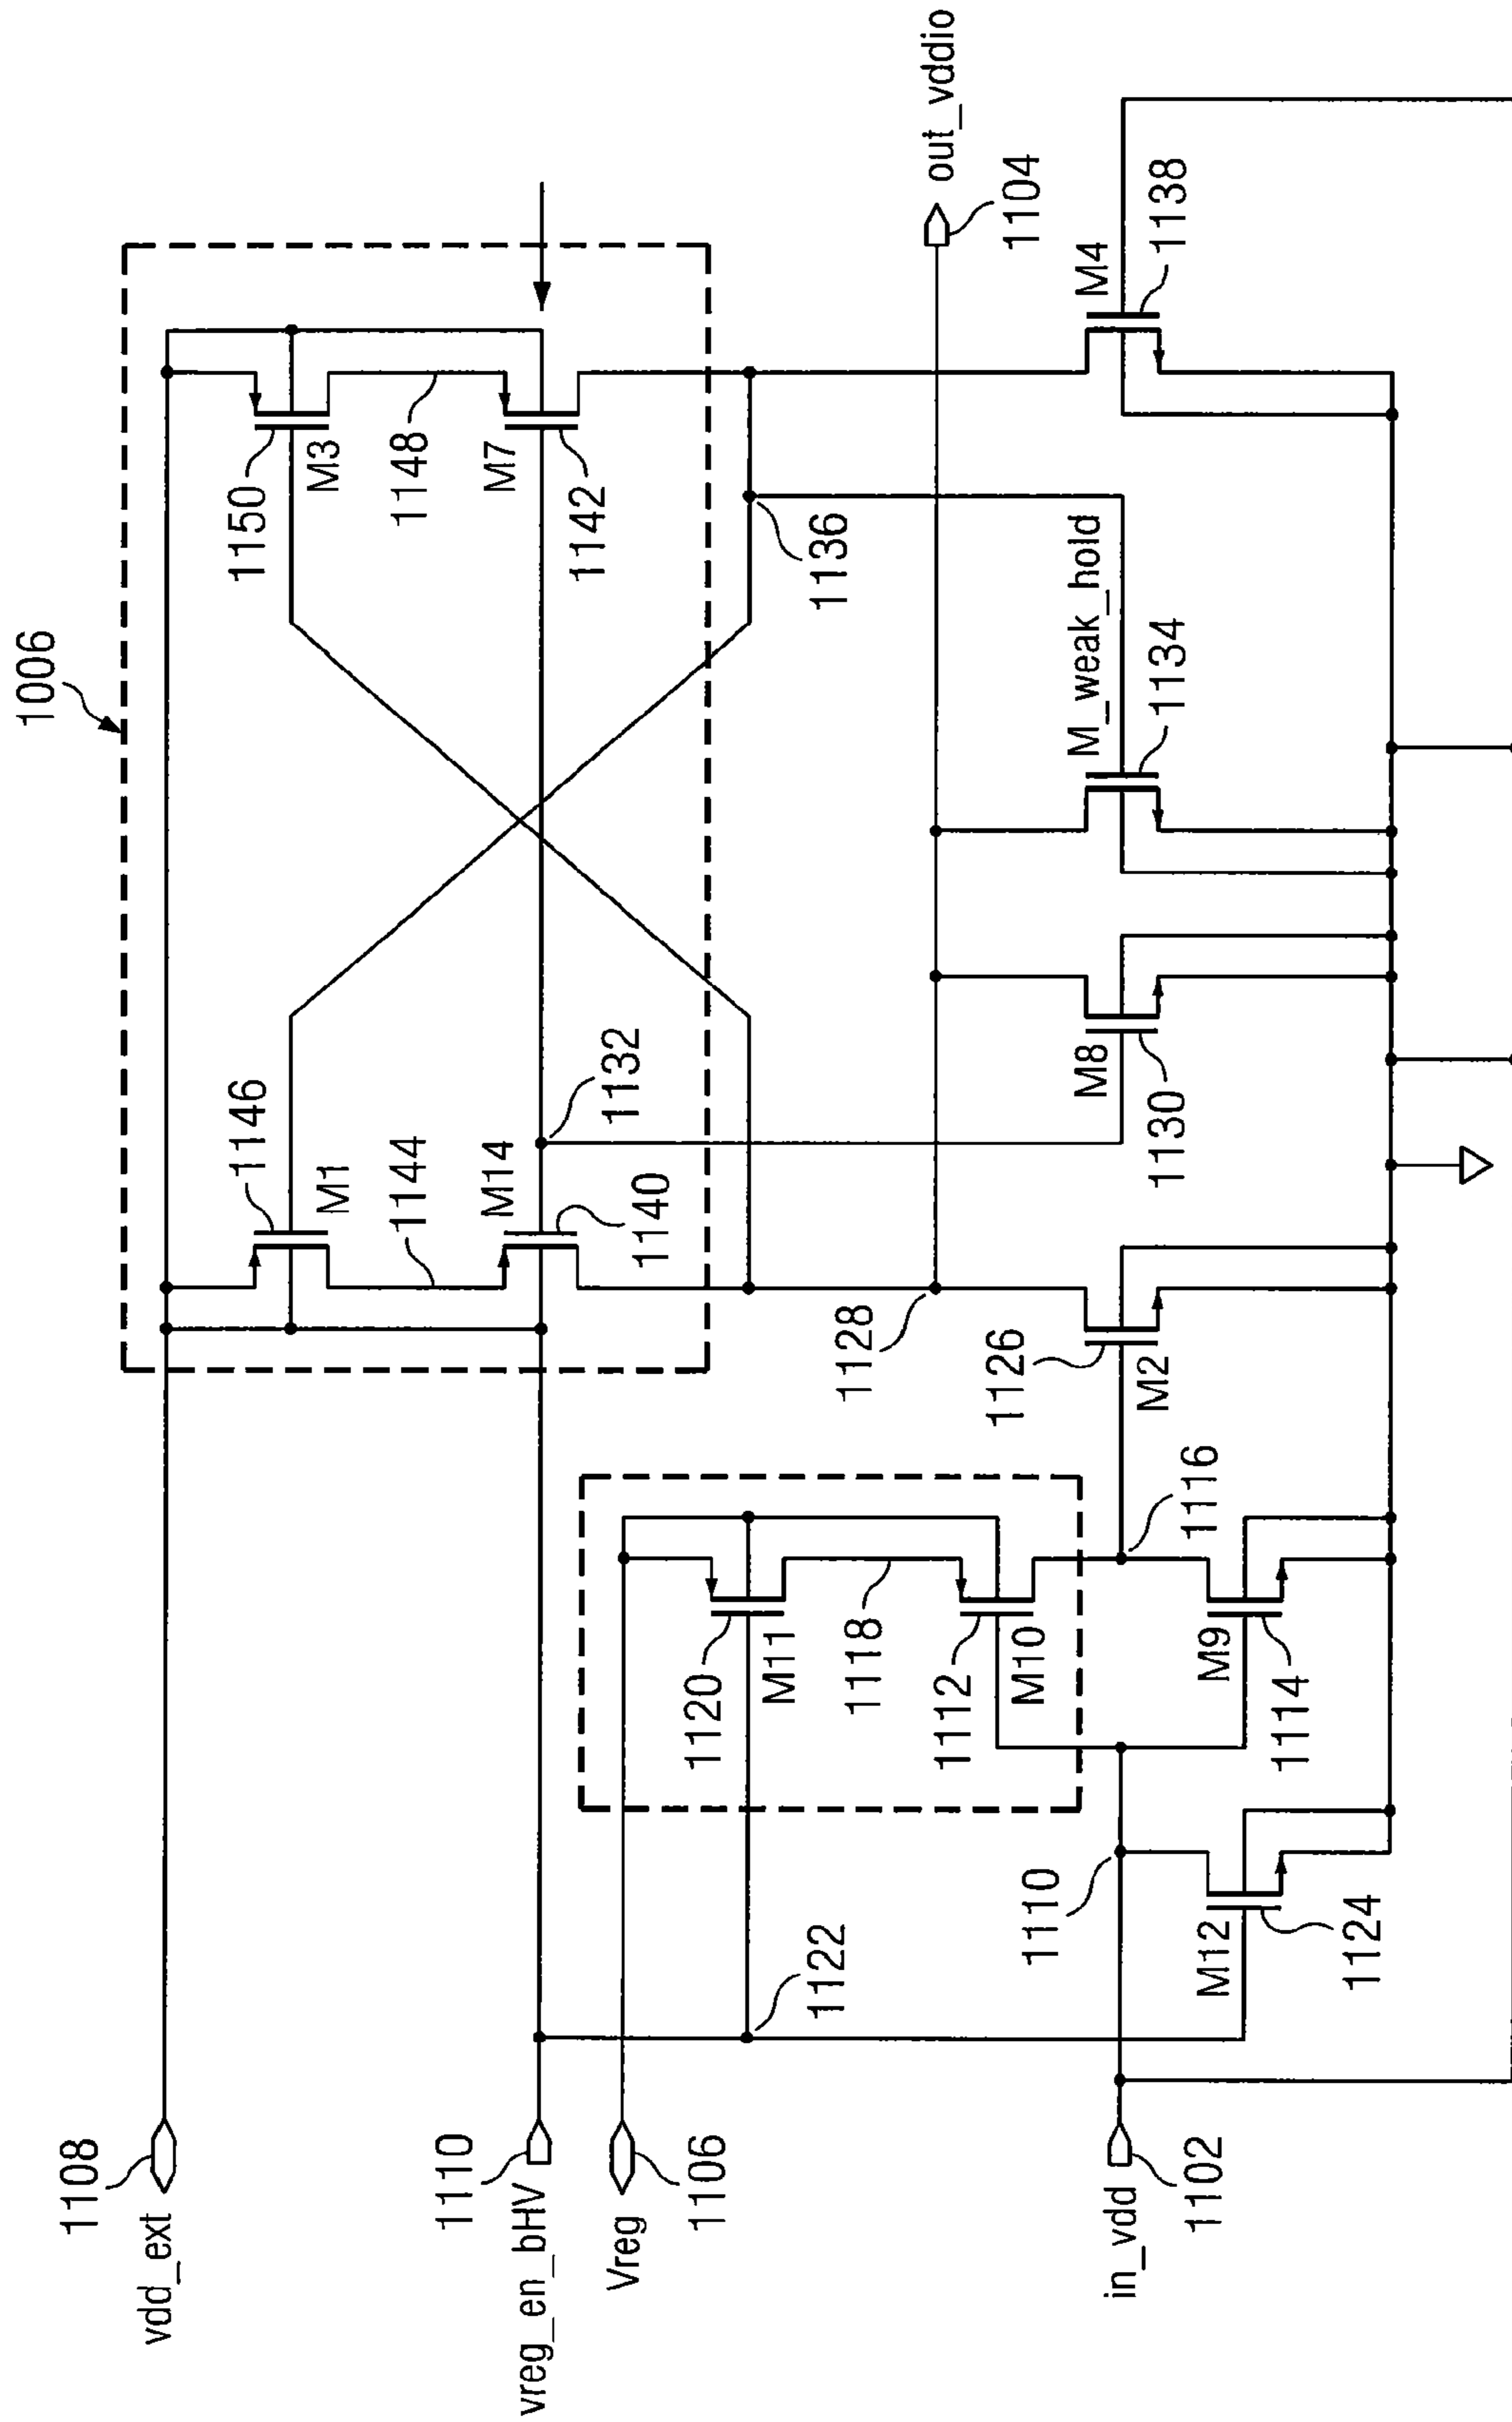 1006
1108
vdd_ext
1110
vreg_en_bHV
1106
Vreg
in_vdd
1102
1122
1110
M12
1124
1120
M11
1118
1112
M10
M9
1114
1116
1126
M2
1128
1146
M1
1144
M14
1140
1132
M8
1130
M_weak_hold
1134
1136
1150
M3
1148
M7
1142
out_vddio
1104
M4
1138